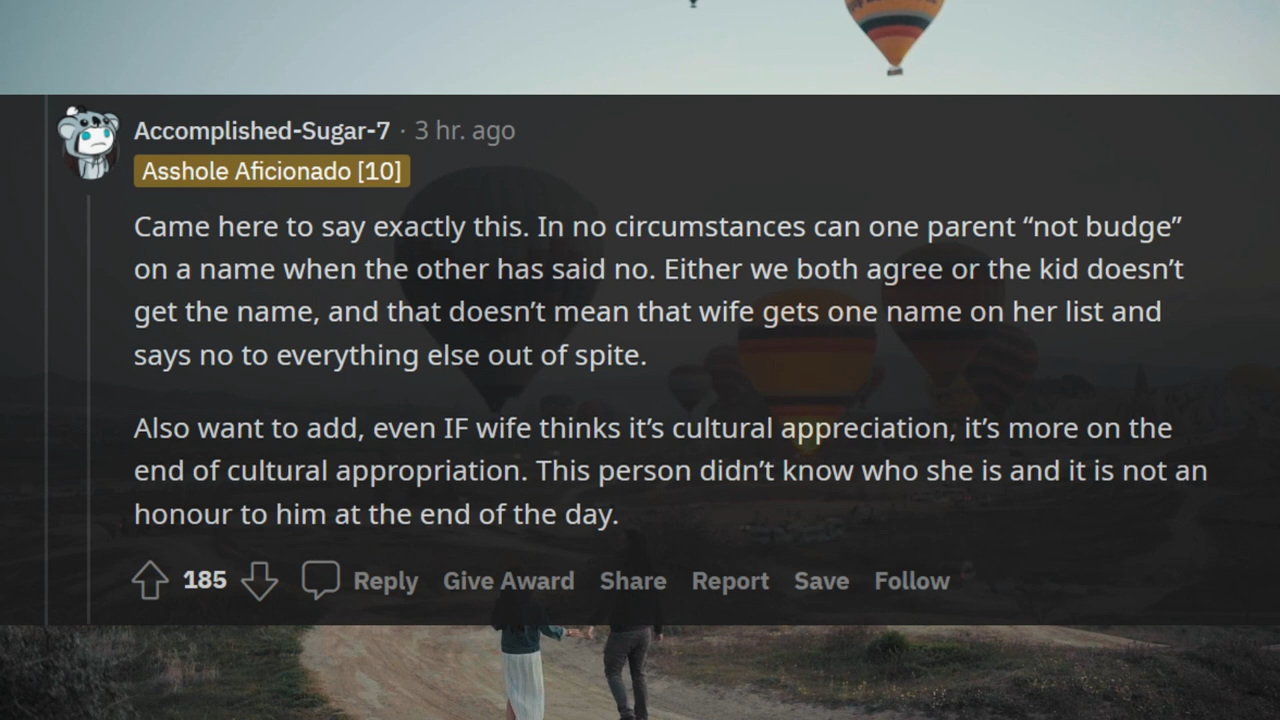 Accomplished-Sugar-7 · 3 hr. ago
Asshole Aficionado [10]
Came here to say exactly this. In no circumstances can one parent “not budge”
on a name when the other has said no. Either we both agree or the kid doesn’t
get the name, and that doesn’t mean that wife gets one name on her list and
says no to everything else out of spite.
Also want to add, even IF wife thinks it’s cultural appreciation, it’s more on the
end of cultural appropriation. This person didn’t know who she is and it is not an
honour to him at the end of the day.
185 Reply Give Award Share Report Save Follow